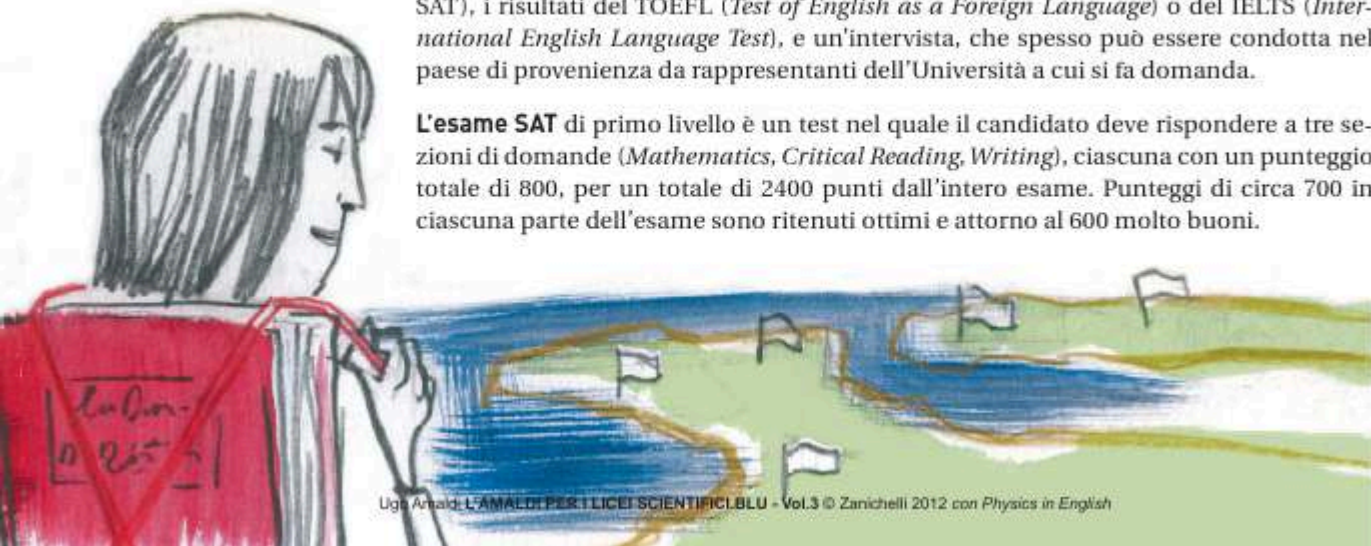 SAT), i risultati del TOEFL (Test of English as a Foreign Language) o del IELTS (Inter-
national English Language Test), e un'intervista, che spesso può essere condotta nel
paese di provenienza da rappresentanti dell'Università a cui si fa domanda.
L'esame SAT di primo livello è un test nel quale il candidato deve rispondere a tre se-
zioni di domande (Mathematics, Critical Reading, Writing), ciascuna con un punteggio
totale di 800, per un totale di 2400 punti dall'intero esame. Punteggi di circa 700 in
ciascuna parte dell'esame sono ritenuti ottimi e attorno al 600 molto buoni.
Ugo Amaldi L'AMALDI PER I LICEI SCIENTIFICI.BLU - Vol.3 © Zanichelli 2012 con Physics in English